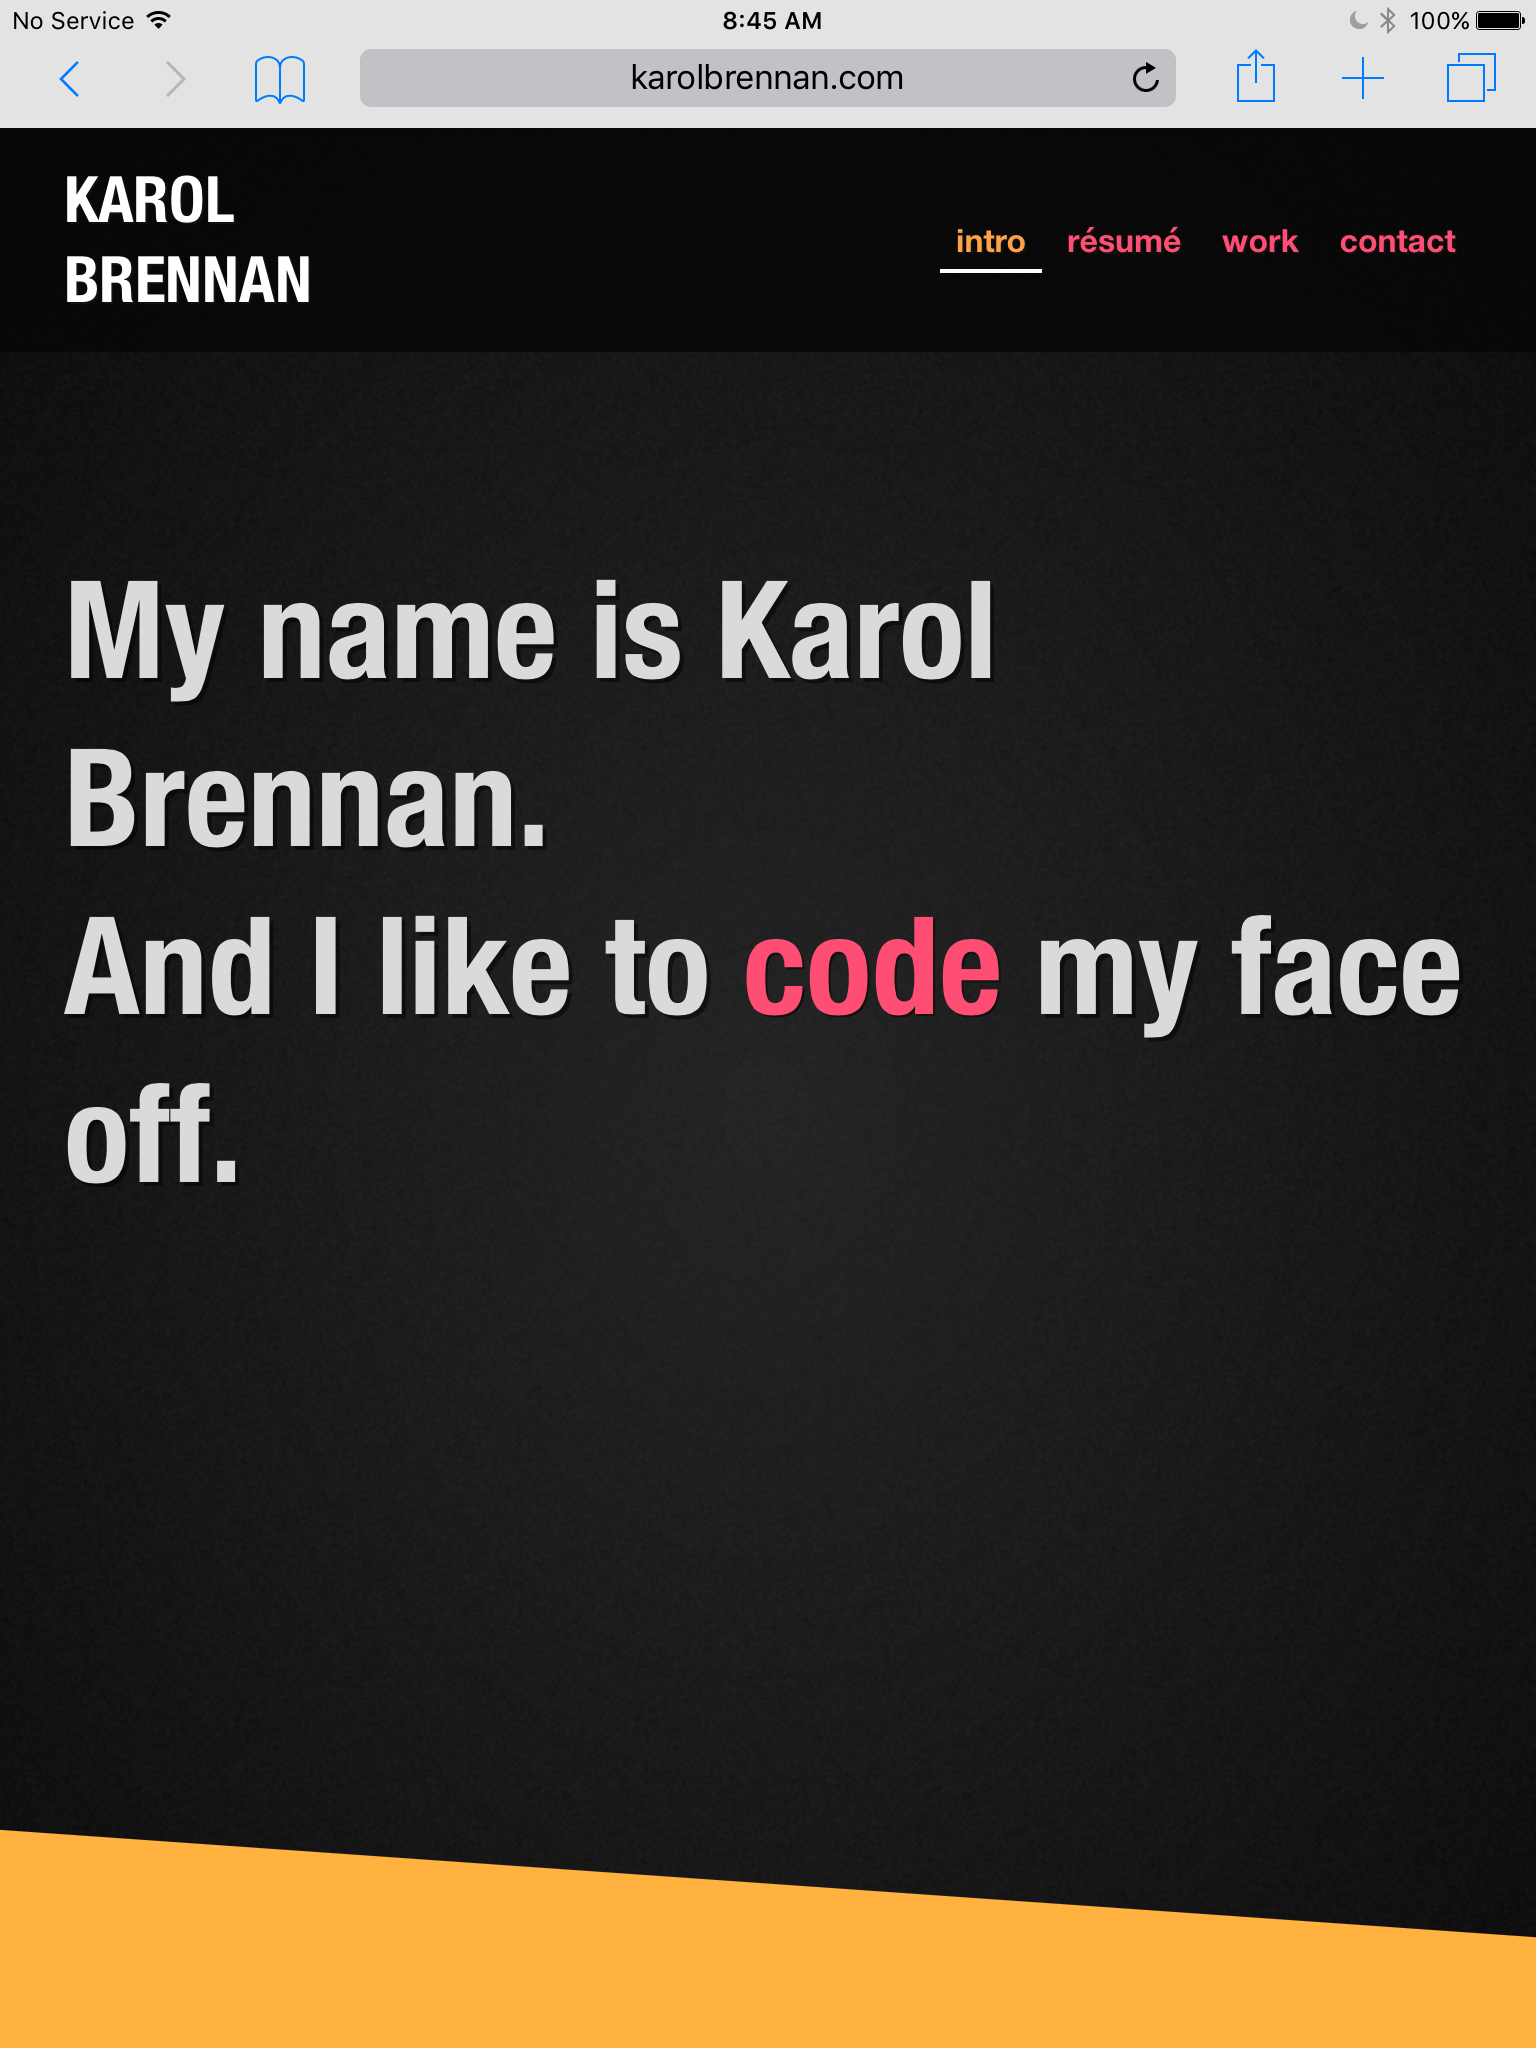 No Service 8:45 AM 100%
karolbrennan.com
KAROL
BRENNAN
intro résumé work contact
My name is Karol
Brennan.
And I like to code my face
off.